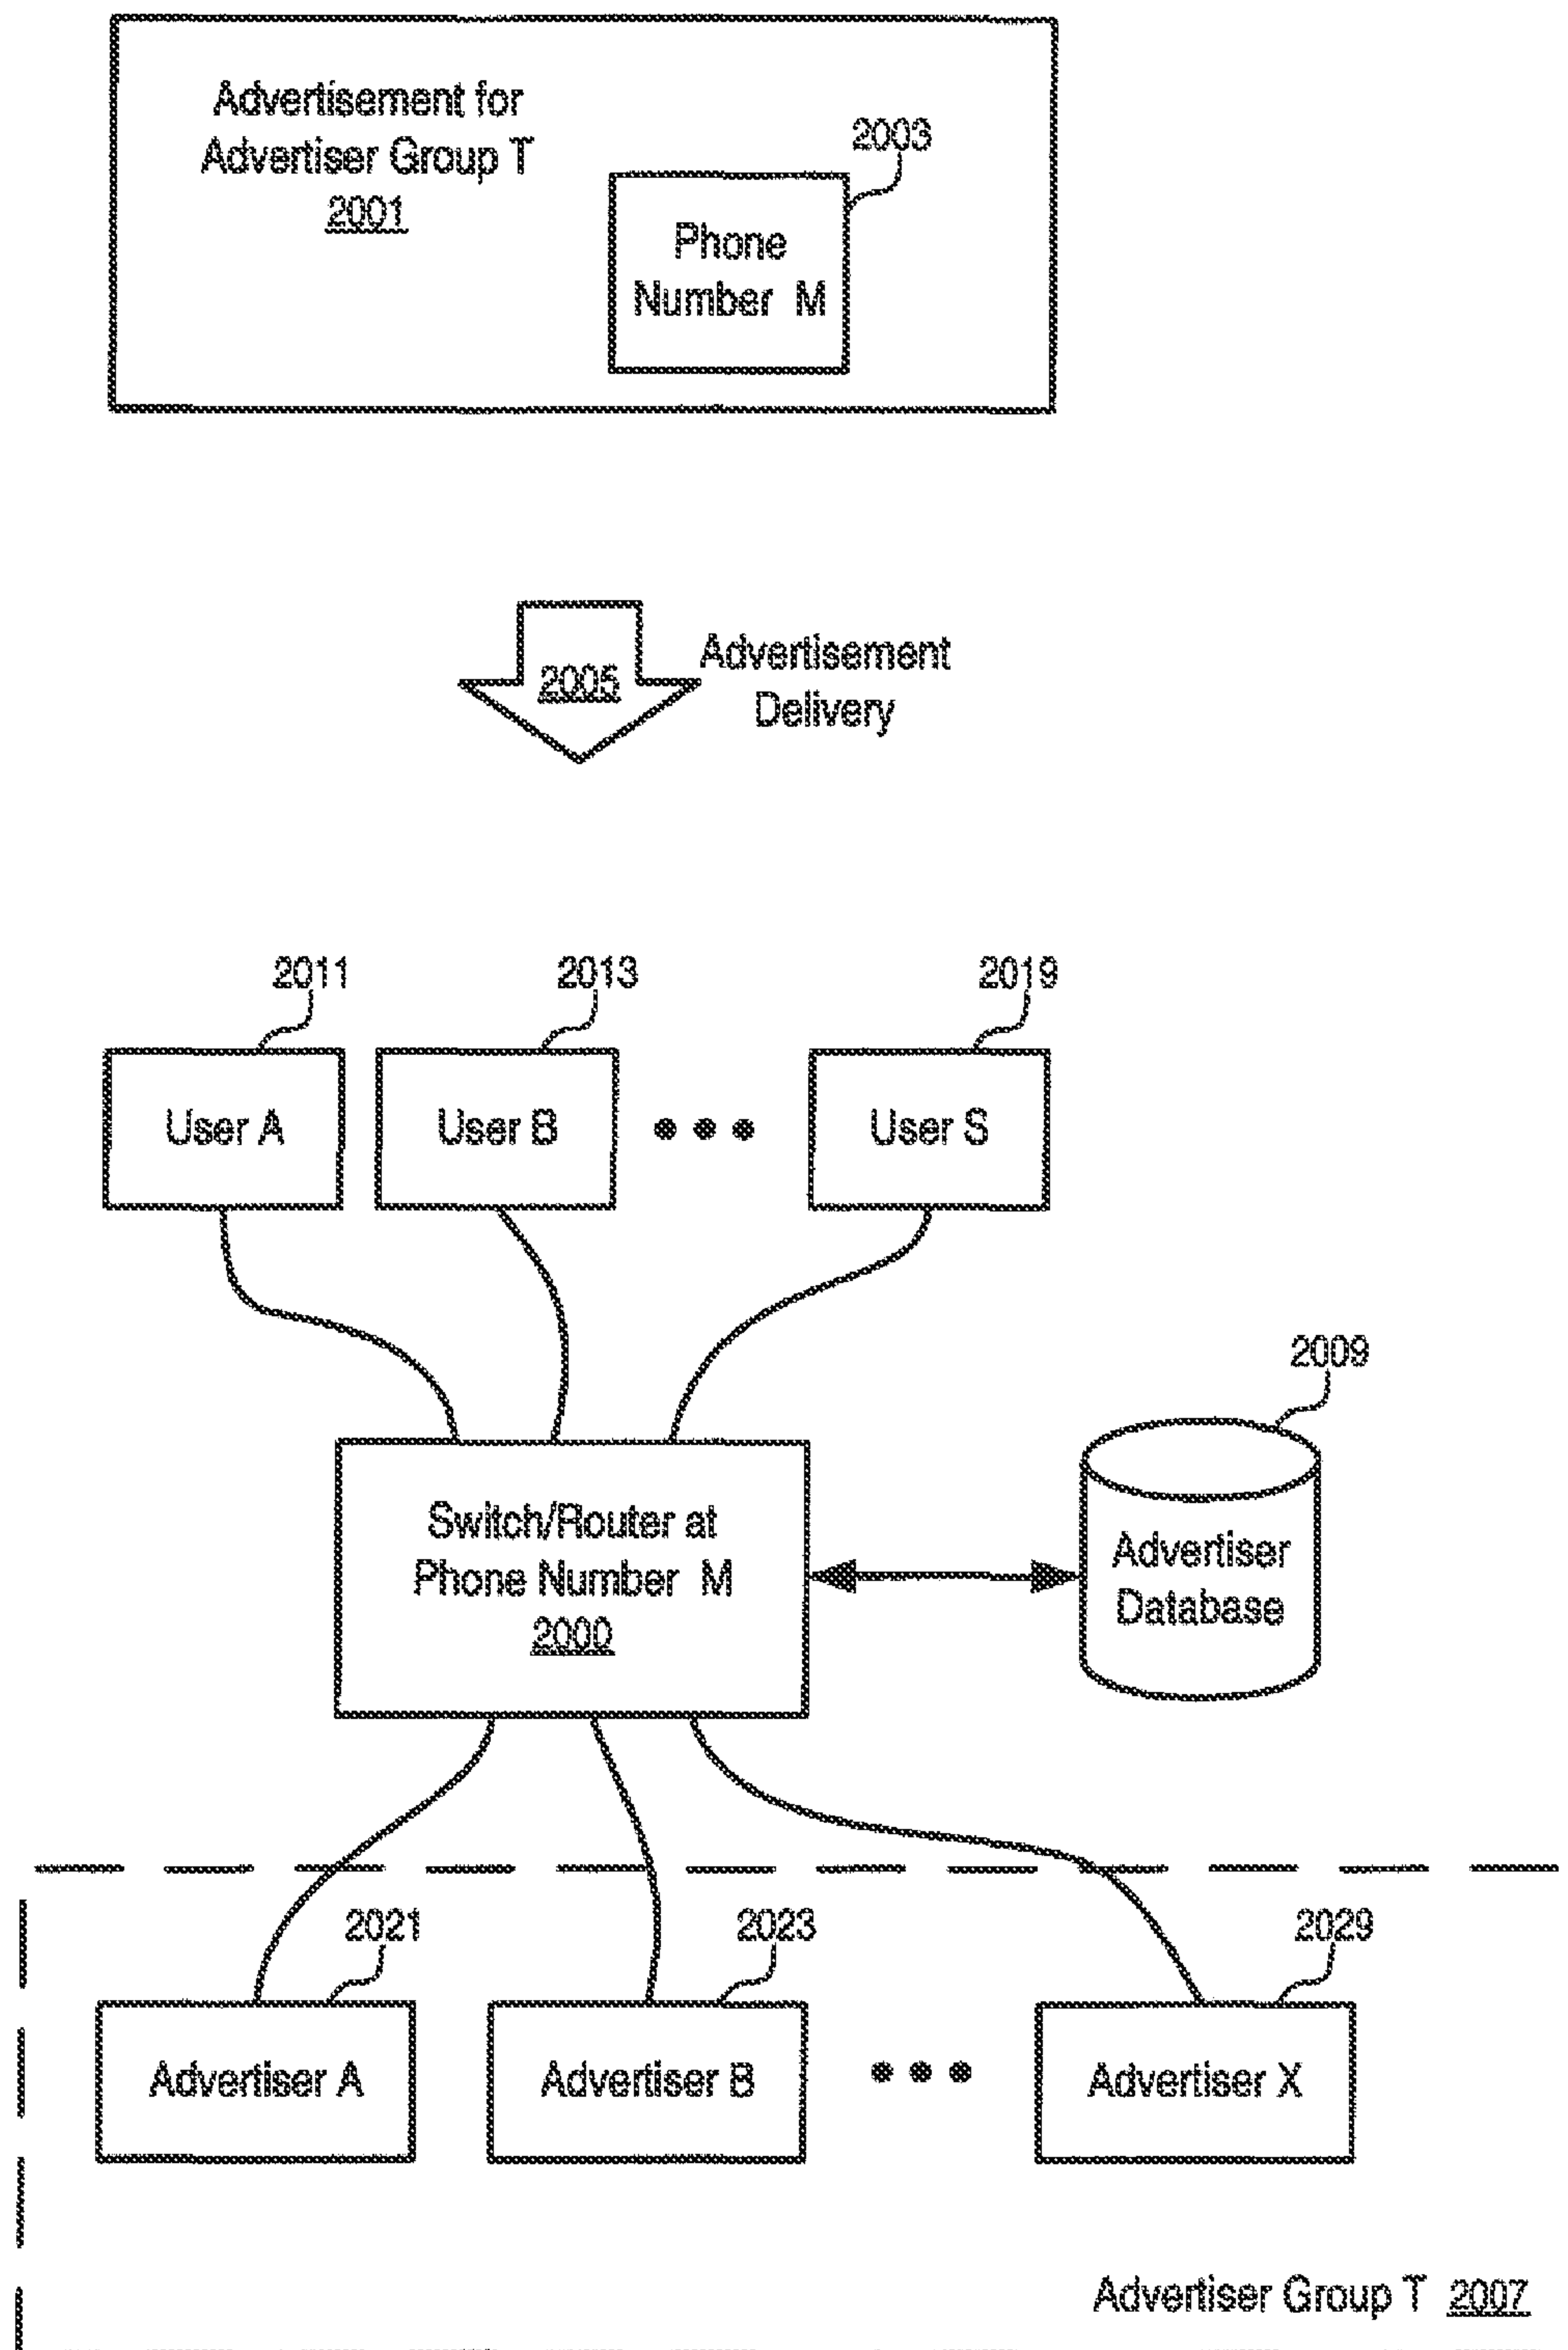 Advertisement for
Advertiser Group T
2001
2003
Phone
Number M
2005
Advertisement
Delivery
2011
2013
2019
User A
User B
User S
2009
Switch/Router at
Phone Number M
2000
Advertiser
Database
2021
2023
2029
Advertiser A
Advertiser B
Advertiser X
Advertiser Group T 2007